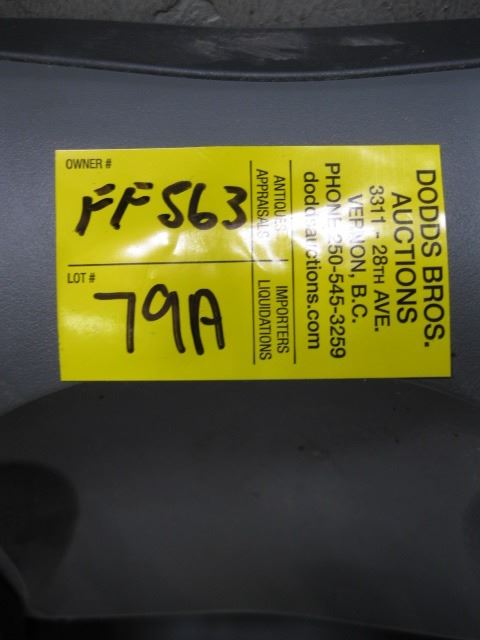 OWNER #
FF563
LOT #
79A
ANTIQUES
APPRAISALS
IMPORTERS
LIQUIDATIONS
DODDS BROS.
AUCTIONS
3311 - 28TH AVE.
VERNON, B.C.
PHONE 250-545-3259
doddsauctions.com